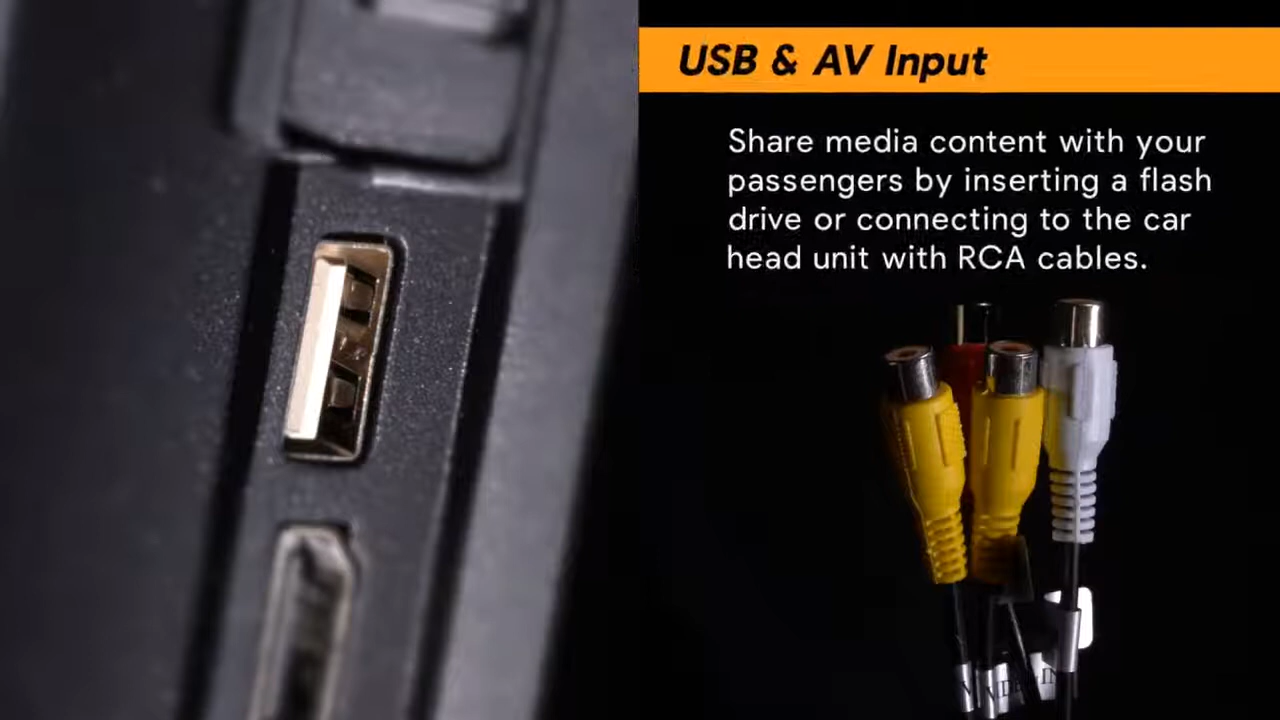 USB & AV Input
Share media content with your
passengers by inserting a flash
drive or connecting to the car
head unit with RCA cables.